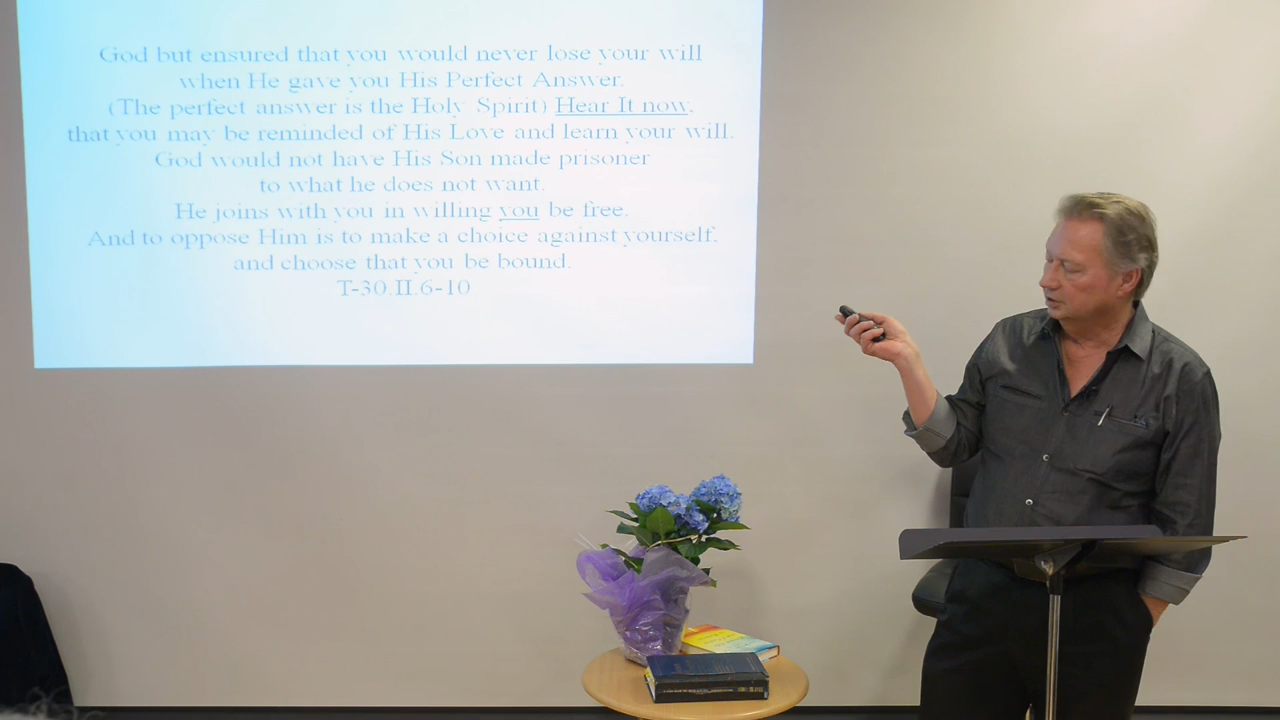 God but ensured that you would never lose your will
when He gave you His Perfect Answer.
(The perfect answer is the Holy Spirit) Hear It now,
that you may be reminded of His Love and learn your will.
God would not have His Son made prisoner
to what he does not want.
He joins with you in willing you be free.
And to oppose Him is to make a choice against yourself,
and choose that you be bound.
T-30.II.6-10